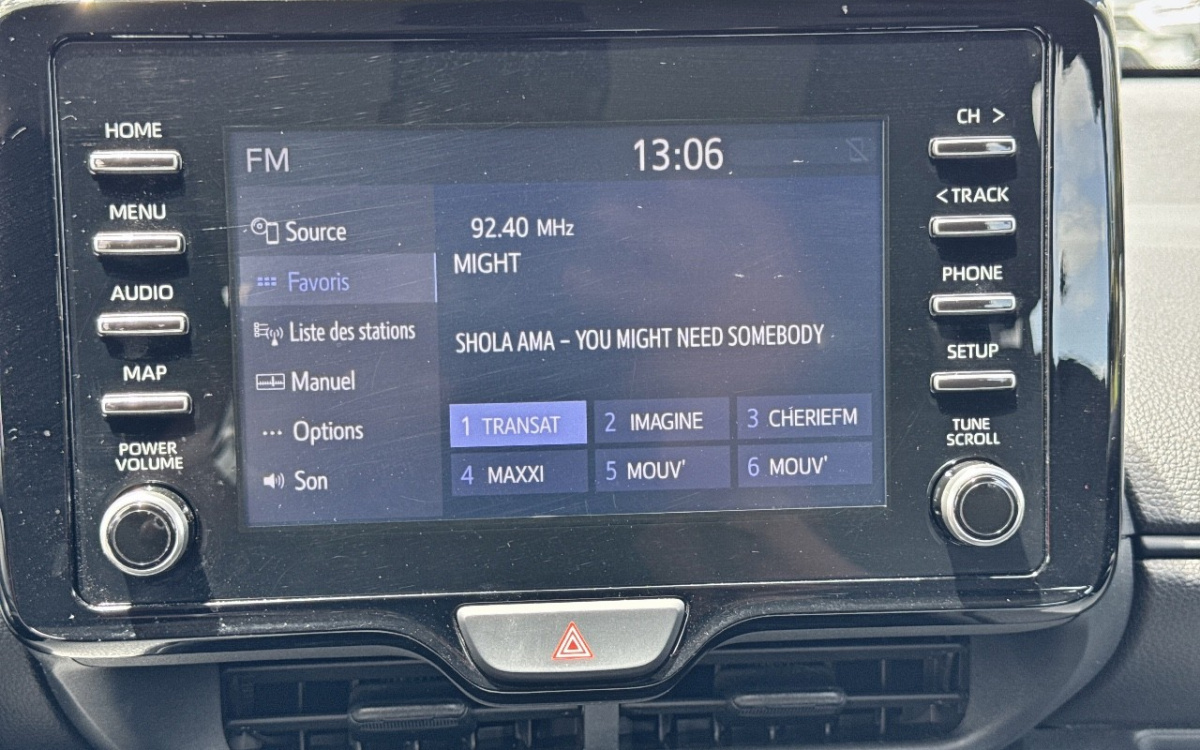 HOME
MENU
AUDIO
MAP
POWER
VOLUME
FM
13:06
Source
Favoris
Liste des stations
Manuel
Options
Son
92.40 MHz
MIGHT
SHOLA AMA – YOU MIGHT NEED SOMEBODY
1 TRANSAT 2 IMAGINE 3 CHERIEFM
4 MAXXI 5 MOUV' 6 MOUV'
CH >
< TRACK
PHONE
SETUP
TUNE
SCROLL